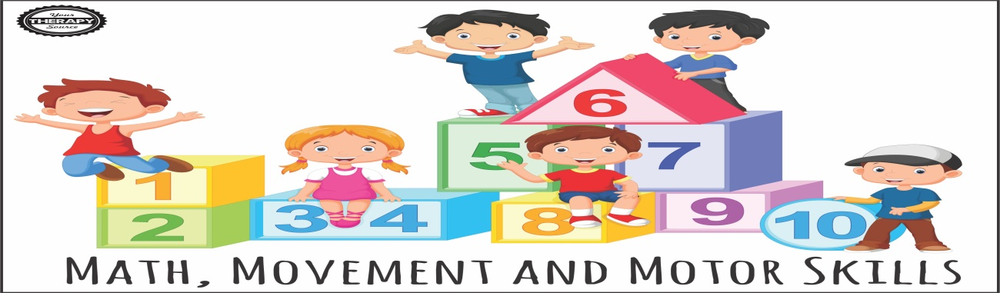 Your
THERAPY
Source
6
5 7
1
2
3 4
8
9
10
MATH, MOVEMENT AND MOTOR SKILLS